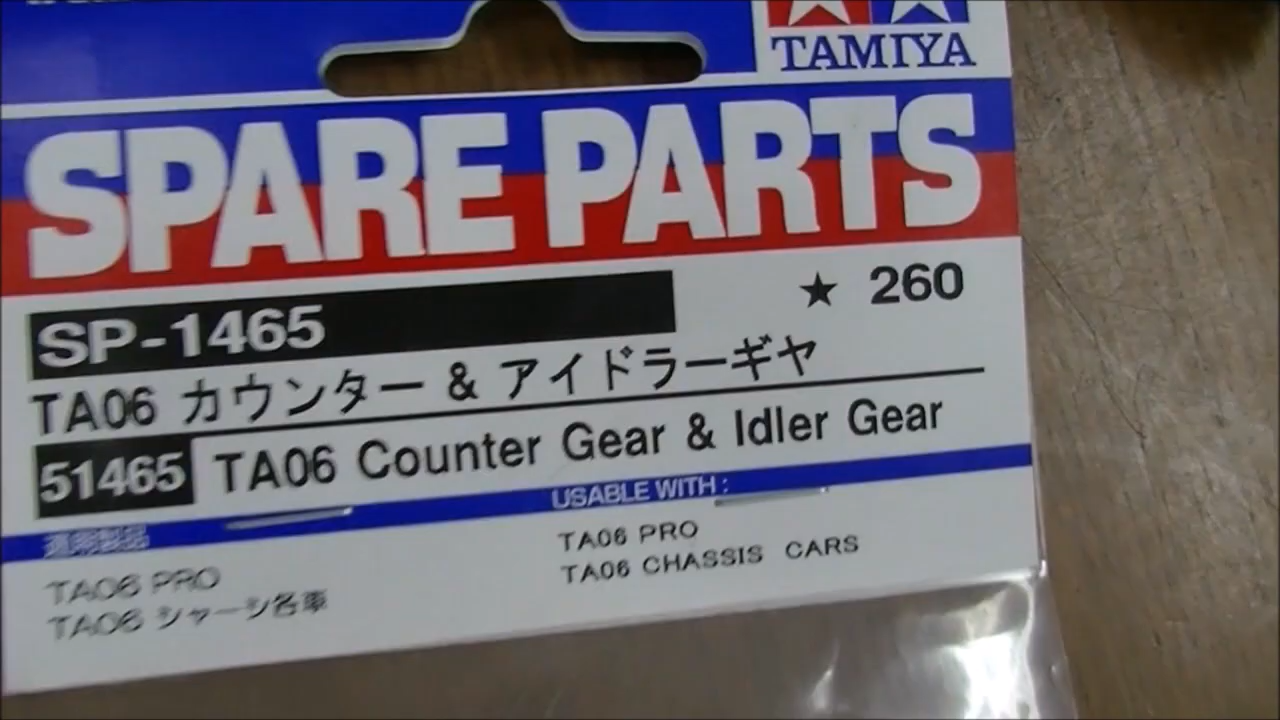 TAMIYA
SPARE PARTS
SP-1465
★ 260
TA06 カウンター & アイドラーギヤ
51465 TA06 Counter Gear & Idler Gear
適用製品
TA06 PRO
TA06 シャーシ各車
USABLE WITH :
TA06 PRO
TA06 CHASSIS CARS